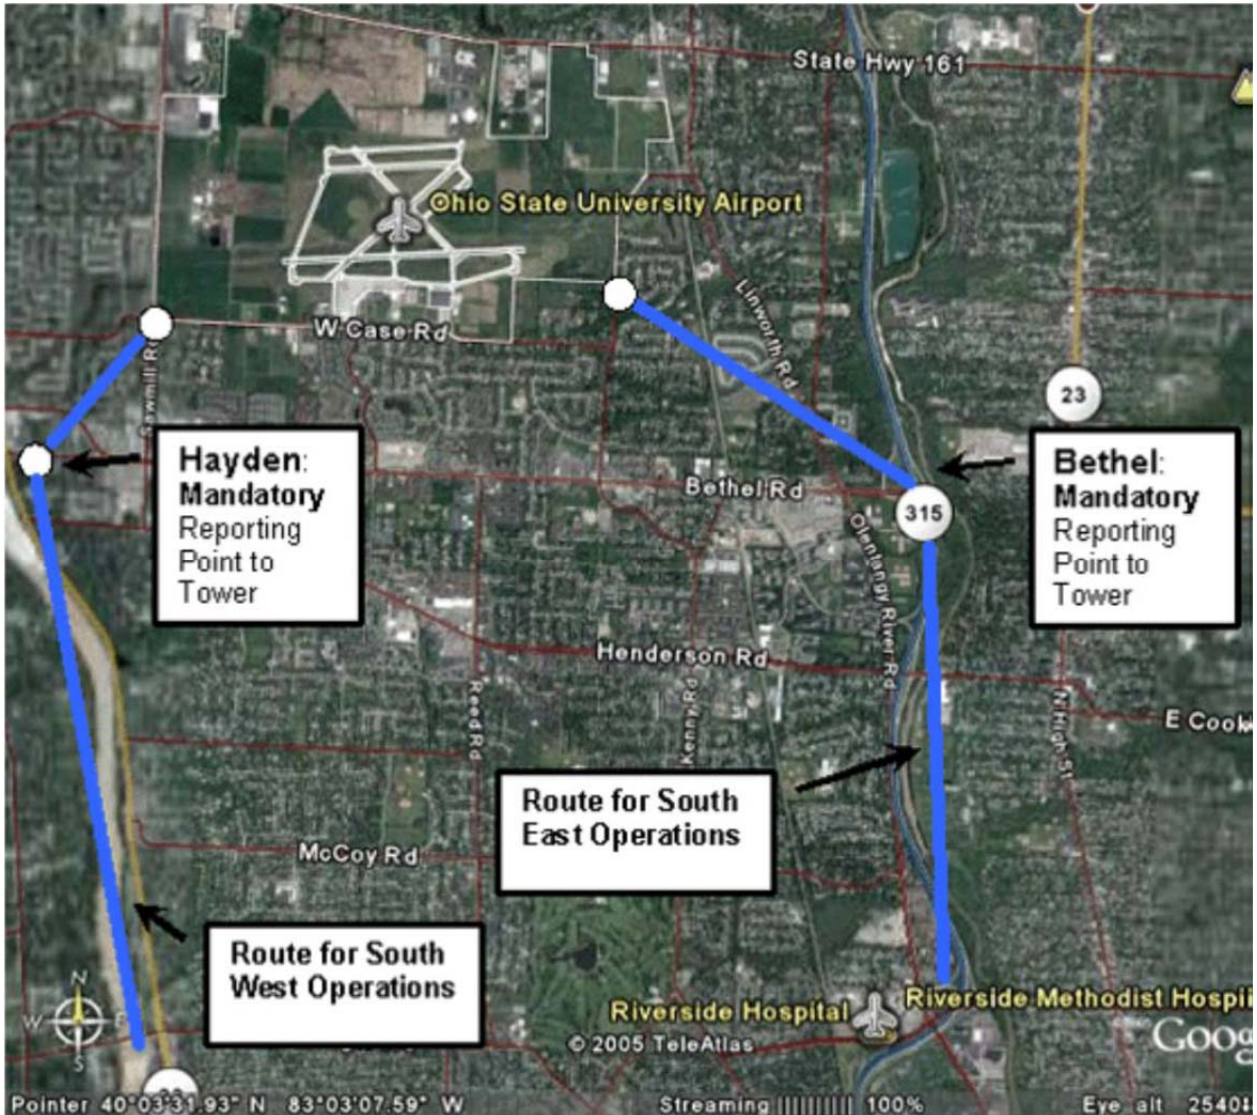 State Hwy 161
Ohio State University Airport
Linworth Rd
W Case Rd
23
Hayden:
Mandatory
Reporting
Point to
Tower
Bethel:
Mandatory
Reporting
Point to
Tower
Bethel Rd
315
Olentangy River Rd
Henderson Rd
Reed Rd
Kenny Rd
N High St
E Cook
Route for South
East Operations
McCoy Rd
Route for South
West Operations
N
W E
S
Riverside Hospital
Riverside Methodist Hospi
© 2005 TeleAtlas
Goog
Pointer 40°03'31.93" N 83°03'07.59" W Streaming ||||||||| 100% Eye alt 2540